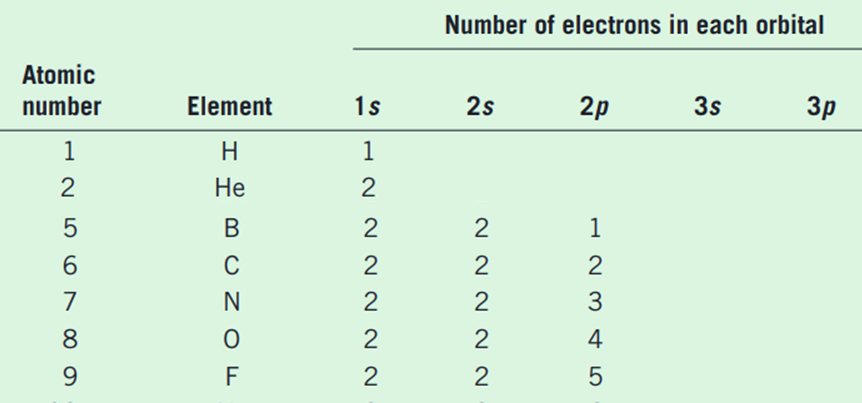 Number of electrons in each orbital
Atomic
number Element 1s 2s 2p 3s 3p
1 H 1
2 He 2
5 B 2 2 1
6 C 2 2 2
7 N 2 2 3
8 O 2 2 4
9 F 2 2 5